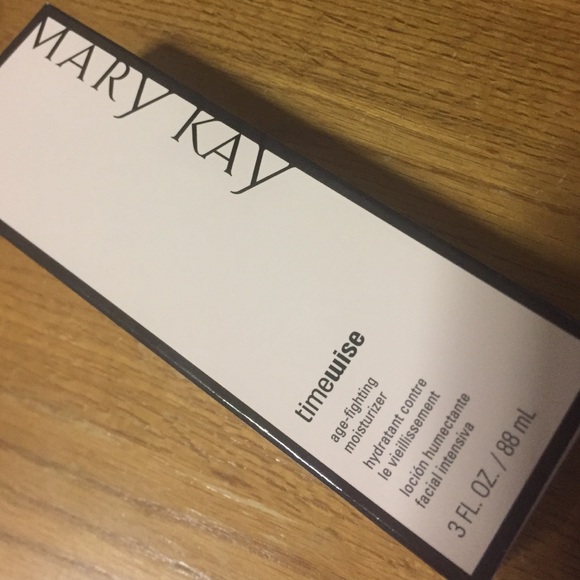 MARY KAY
timewise
age-fighting
moisturizer
hydratant contre
le vieillissement
loción humectante
facial intensiva
3 FL. OZ. / 88 mL